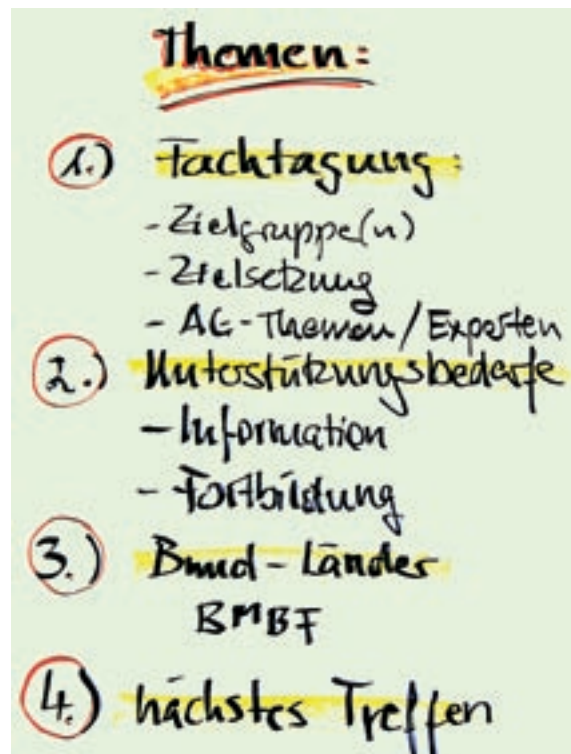 Themen:
1.) Fachtagung:
- Zielgruppe(n)
- Zielsetzung
- AG-Themen/Experten
2.) Unterstützungsbedarfe
- Information
- Fortbildung
3.) Bund-Länder
BMBF
4.) nächstes Treffen